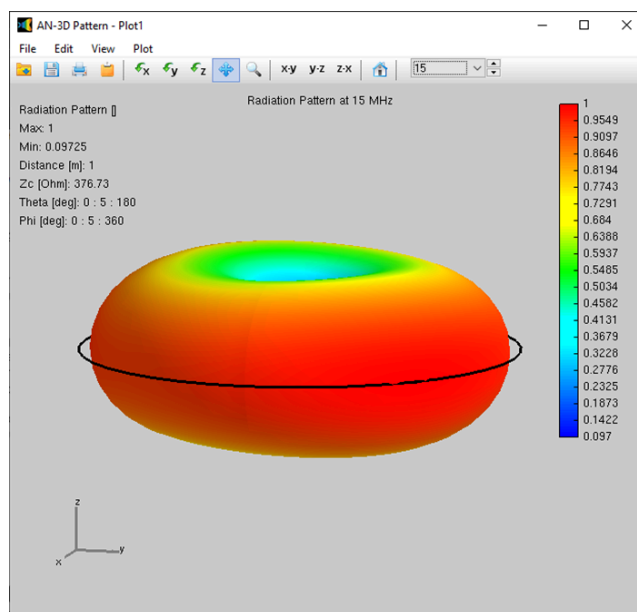 AN-3D Pattern - Plot1
File Edit View Plot
x y z x-y y-z z-x 15
Radiation Pattern at 15 MHz
Radiation Pattern []
Max: 1
Min: 0.09725
Distance [m]: 1
Zc [Ohm]: 376.73
Theta [deg]: 0 : 5 : 180
Phi [deg]: 0 : 5 : 360
1
0.9549
0.9097
0.8646
0.8194
0.7743
0.7291
0.684
0.6388
0.5937
0.5485
0.5034
0.4582
0.4131
0.3679
0.3228
0.2776
0.2325
0.1873
0.1422
0.097
z
y
x